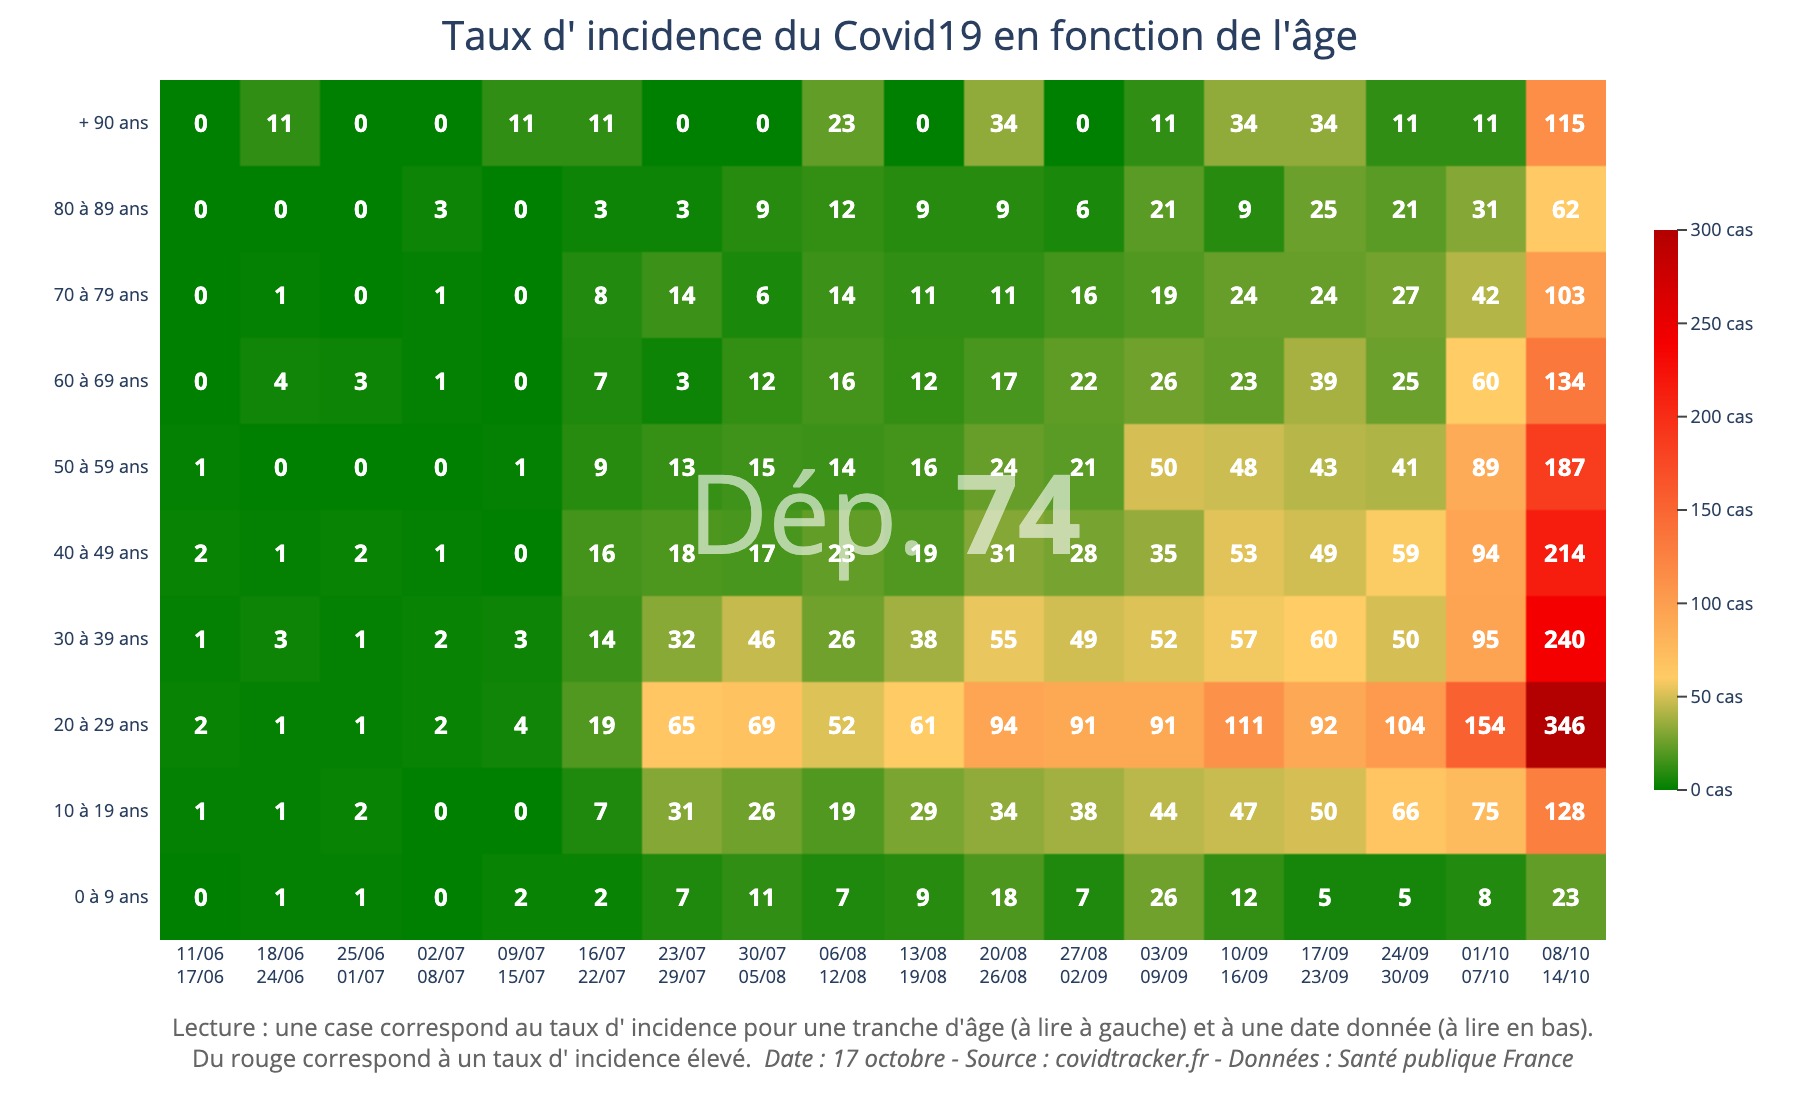 Taux d' incidence du Covid19 en fonction de l'âge
+ 90 ans 0 11 0 0 11 11 0 0 23 0 34 0 11 34 34 11 11 115
80 à 89 ans 0 0 0 3 0 3 3 9 12 9 9 6 21 9 25 21 31 62
70 à 79 ans 0 1 0 1 0 8 14 6 14 11 11 16 19 24 24 27 42 103
60 à 69 ans 0 4 3 1 0 7 3 12 16 12 17 22 26 23 39 25 60 134
50 à 59 ans 1 0 0 0 1 9 13 15 14 16 24 21 50 48 43 41 89 187
Dép. 74
40 à 49 ans 2 1 2 1 0 16 18 17 23 19 31 28 35 53 49 59 94 214
30 à 39 ans 1 3 1 2 3 14 32 46 26 38 55 49 52 57 60 50 95 240
20 à 29 ans 2 1 1 2 4 19 65 69 52 61 94 91 91 111 92 104 154 346
10 à 19 ans 1 1 2 0 0 7 31 26 19 29 34 38 44 47 50 66 75 128
0 à 9 ans 0 1 1 0 2 2 7 11 7 9 18 7 26 12 5 5 8 23
11/06 18/06 25/06 02/07 09/07 16/07 23/07 30/07 06/08 13/08 20/08 27/08 03/09 10/09 17/09 24/09 01/10 08/10
17/06 24/06 01/07 08/07 15/07 22/07 29/07 05/08 12/08 19/08 26/08 02/09 09/09 16/09 23/09 30/09 07/10 14/10
300 cas
250 cas
200 cas
150 cas
100 cas
50 cas
0 cas
Lecture : une case correspond au taux d' incidence pour une tranche d'âge (à lire à gauche) et à une date donnée (à lire en bas).
Du rouge correspond à un taux d' incidence élevé. Date : 17 octobre - Source : covidtracker.fr - Données : Santé publique France